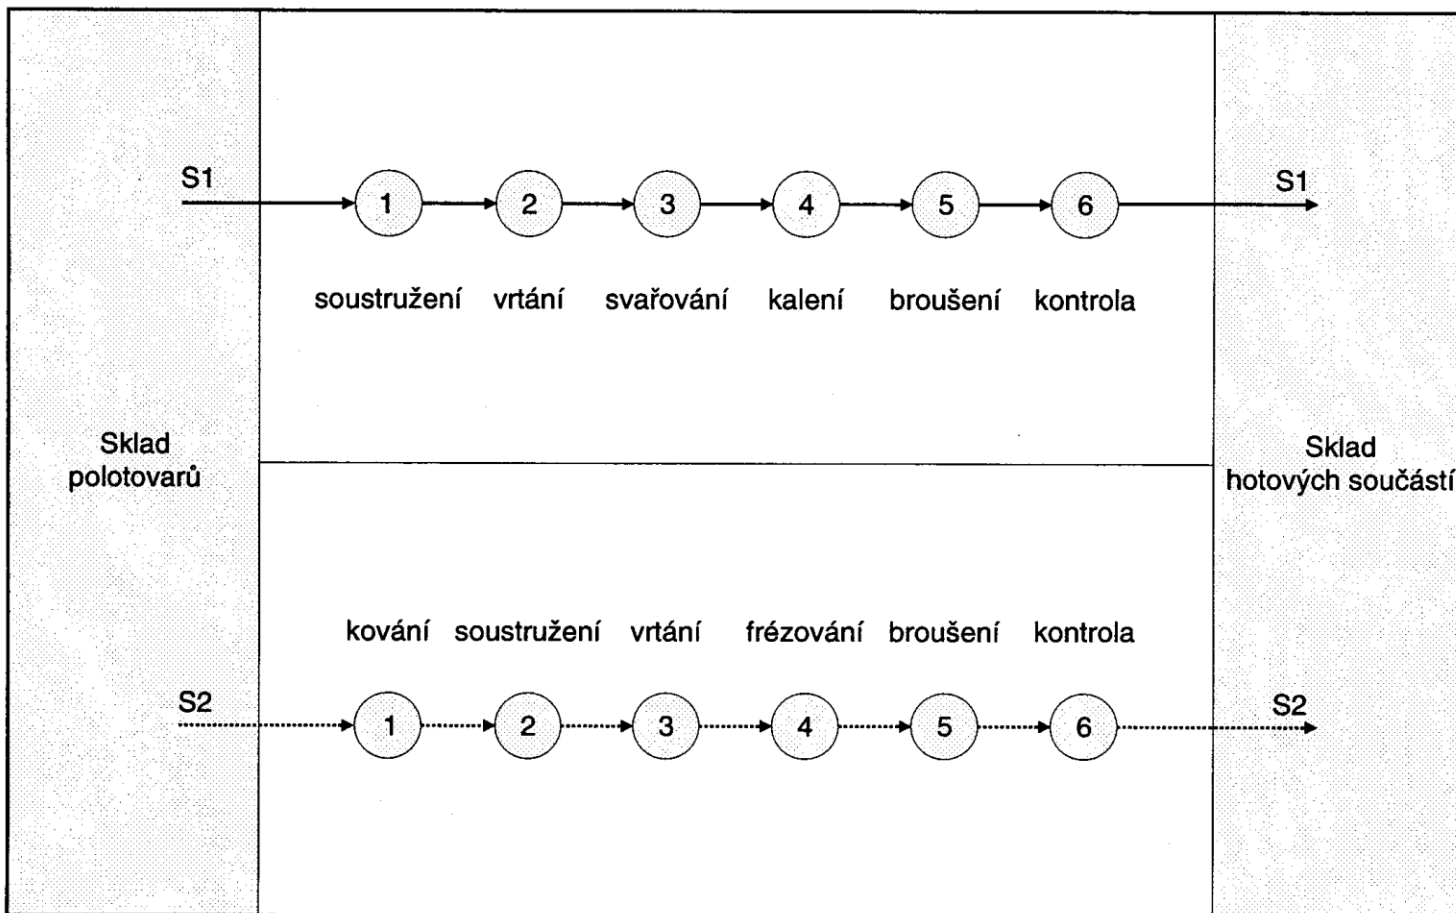 S1
1
2
3
4
5
6
S1
soustružení
vrtání
svařování
kalení
broušení
kontrola
Sklad
polotovarů
Sklad
hotových součástí
kování
soustružení
vrtání
frézování
broušení
kontrola
S2
1
2
3
4
5
6
S2